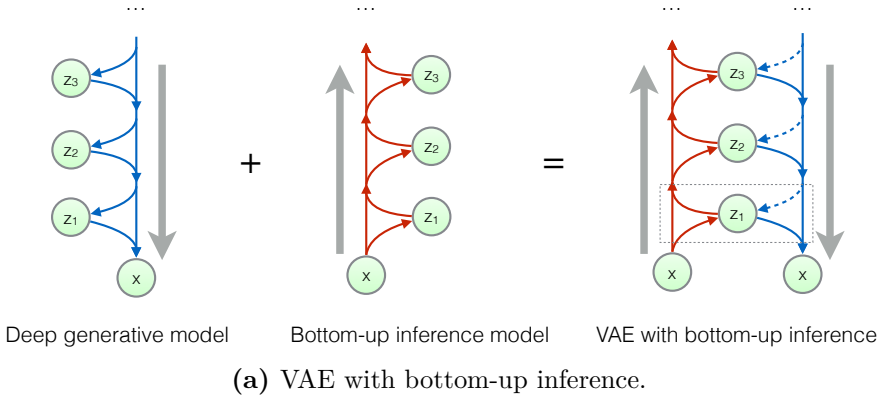 ... ... ... ...
z3 z3 z3
z2 z2 z2
+ =
z1 z1 z1
x x x x
Deep generative model Bottom-up inference model VAE with bottom-up inference
(a) VAE with bottom-up inference.